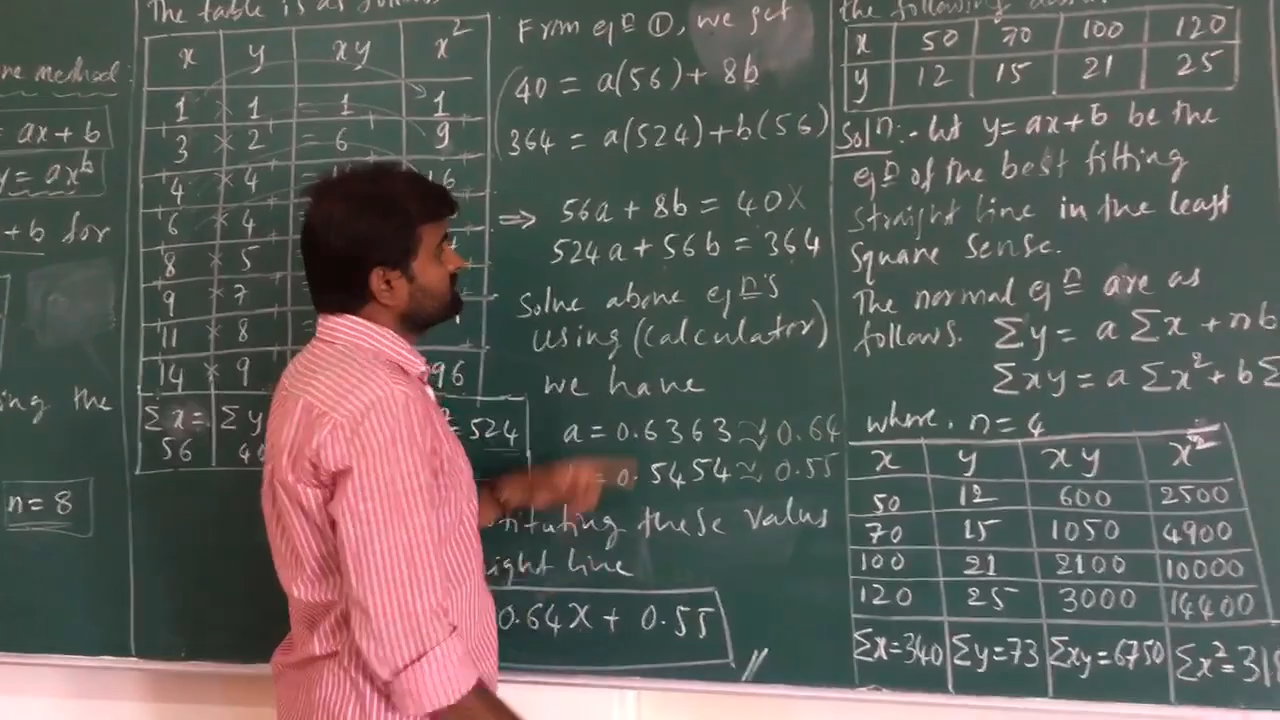 ne method:
= ax + b
y = ax^b
+ b for
ing the
n = 8
The table is as follows
x y xy x²
1 × 1 = 1 1
3 × 2 = 6 9
4 × 4 = 16
6 × 4
8 × 5
9 × 7
11 × 8
14 × 9 96
Σx = Σy
56 40 = 524
From eqn ①, we get
40 = a(56) + 8b
364 = a(524) + b(56)
⇒ 56a + 8b = 40
524a + 56b = 364
Solve above eqn's
using (calculator)
we have
a = 0.6363 ≈ 0.64
= 0.5454 ≈ 0.55
tituting these values
ight line
0.64x + 0.55
the following
x 50 70 100 120
y 12 15 21 25
Soln:- Let y = ax + b be the
eqn of the best fitting
straight line in the least
square sense.
The normal eqn are as
follows. Σy = a Σx + nb
Σxy = a Σx² + b Σ
where, n = 4
x y xy x²
50 12 600 2500
70 15 1050 4900
100 21 2100 10000
120 25 3000 14400
Σx = 340 Σy = 73 Σxy = 6750 Σx² = 318